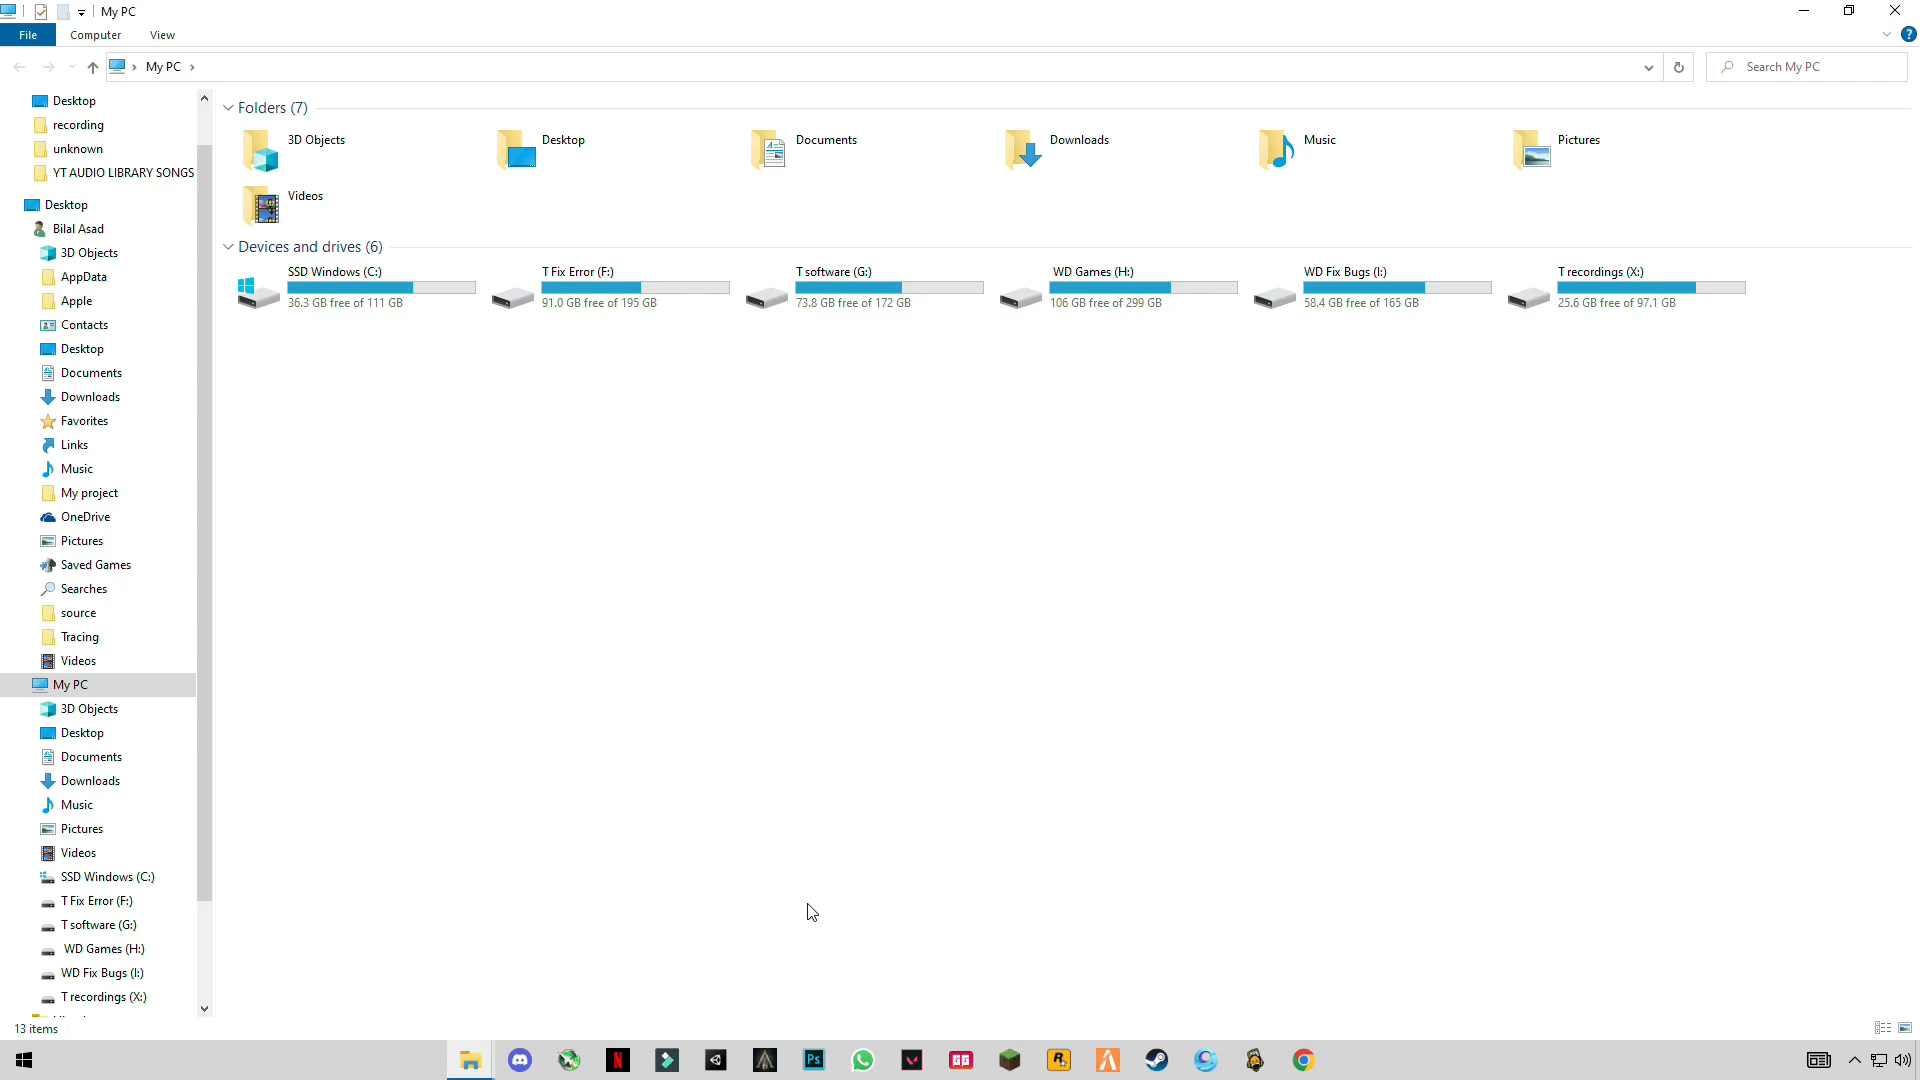 My PC
File
Computer
View
My PC
Search My PC
Desktop
recording
unknown
YT AUDIO LIBRARY SONGS
Desktop
Bilal Asad
3D Objects
AppData
Apple
Contacts
Desktop
Documents
Downloads
Favorites
Links
Music
My project
OneDrive
Pictures
Saved Games
Searches
source
Tracing
Videos
My PC
3D Objects
Desktop
Documents
Downloads
Music
Pictures
Videos
SSD Windows (C:)
T Fix Error (F:)
T software (G:)
WD Games (H:)
WD Fix Bugs (I:)
T recordings (X:)
Folders (7)
3D Objects
Desktop
Documents
Downloads
Music
Pictures
Videos
Devices and drives (6)
SSD Windows (C:)
36.3 GB free of 111 GB
T Fix Error (F:)
91.0 GB free of 195 GB
T software (G:)
73.8 GB free of 172 GB
WD Games (H:)
106 GB free of 299 GB
WD Fix Bugs (I:)
58.4 GB free of 165 GB
T recordings (X:)
25.6 GB free of 97.1 GB
13 items